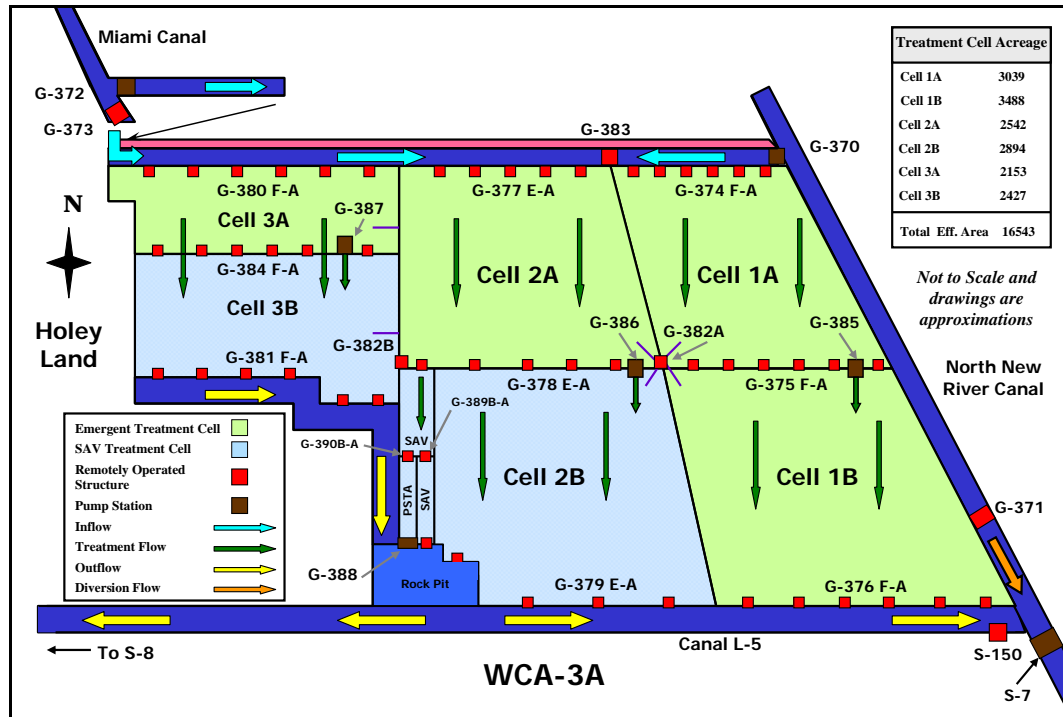 Miami Canal
G-372
G-373
G-383
G-370
Treatment Cell Acreage
Cell 1A 3039
Cell 1B 3488
Cell 2A 2542
Cell 2B 2894
Cell 3A 2153
Cell 3B 2427
Total Eff. Area 16543
Not to Scale and
drawings are
approximations
N
Holey
Land
G-380 F-A
Cell 3A
G-387
G-377 E-A
G-374 F-A
G-384 F-A
Cell 3B
Cell 2A
Cell 1A
G-382B
G-386
G-382A
G-385
G-381 F-A
G-378 E-A
G-375 F-A
North New
River Canal
G-389B-A
G-390B-A
SAV
PSTA
SAV
Cell 2B
Cell 1B
G-371
Emergent Treatment Cell
SAV Treatment Cell
Remotely Operated
Structure
Pump Station
Inflow
Treatment Flow
Outflow
Diversion Flow
G-388
Rock Pit
G-379 E-A
G-376 F-A
To S-8
Canal L-5
S-150
S-7
WCA-3A